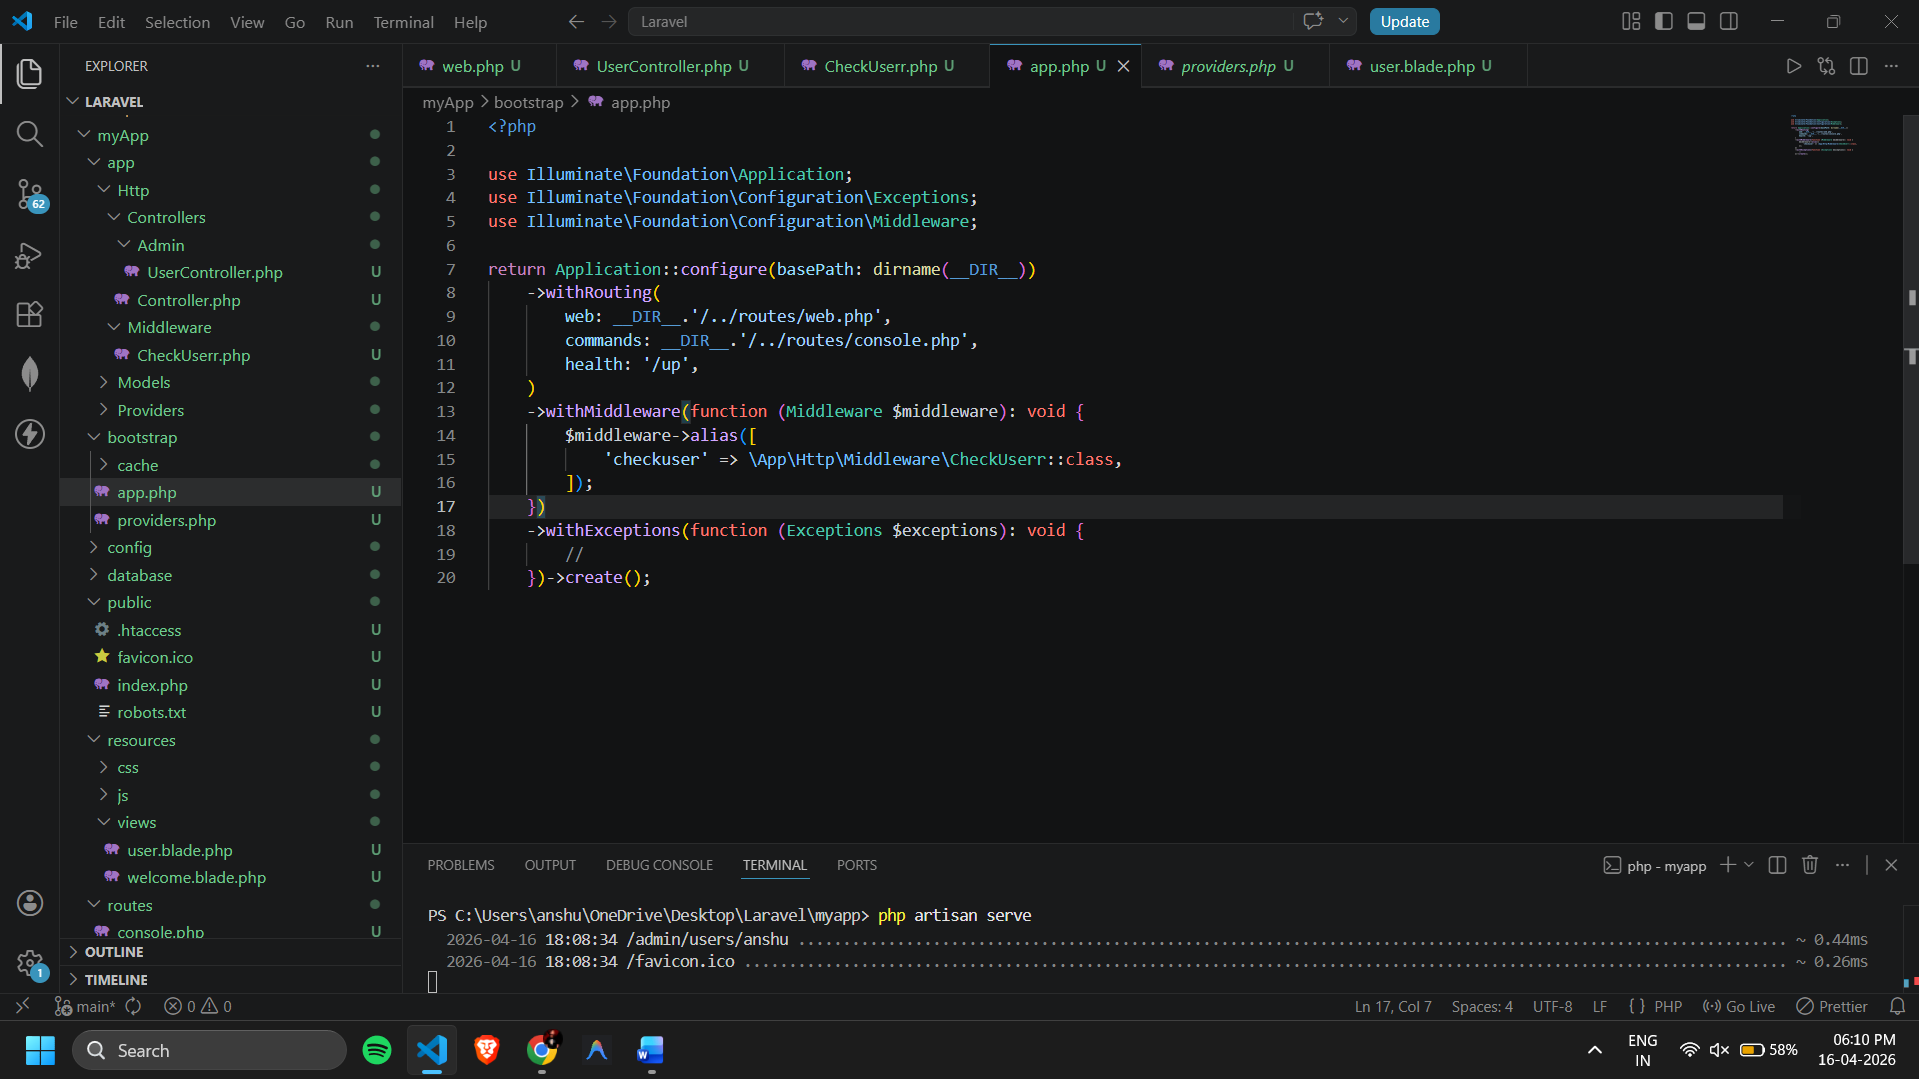 File Edit Selection View Go Run Terminal Help
Laravel
Update
EXPLORER
web.php U
UserController.php U
CheckUserr.php U
app.php U
providers.php U
user.blade.php U
LARAVEL
myApp
app
Http
Controllers
Admin
UserController.php U
Controller.php U
Middleware
CheckUserr.php U
Models
Providers
bootstrap
cache
app.php U
providers.php U
config
database
public
.htaccess U
favicon.ico U
index.php U
robots.txt U
resources
css
js
views
user.blade.php U
welcome.blade.php U
routes
console.php U
OUTLINE
TIMELINE
62
1
myApp > bootstrap > app.php
1 <?php
2
3 use Illuminate\Foundation\Application;
4 use Illuminate\Foundation\Configuration\Exceptions;
5 use Illuminate\Foundation\Configuration\Middleware;
6
7 return Application::configure(basePath: dirname(__DIR__))
8 ->withRouting(
9 web: __DIR__.'/../routes/web.php',
10 commands: __DIR__.'/../routes/console.php',
11 health: '/up',
12 )
13 ->withMiddleware(function (Middleware $middleware): void {
14 $middleware->alias([
15 'checkuser' => \App\Http\Middleware\CheckUserr::class,
16 ]);
17 })
18 ->withExceptions(function (Exceptions $exceptions): void {
19 //
20 })->create();
PROBLEMS OUTPUT DEBUG CONSOLE TERMINAL PORTS
php - myapp
PS C:\Users\anshu\OneDrive\Desktop\Laravel\myapp> php artisan serve
2026-04-16 18:08:34 /admin/users/anshu ........ ~ 0.44ms
2026-04-16 18:08:34 /favicon.ico ........ ~ 0.26ms
main* 0 0
Ln 17, Col 7 Spaces: 4 UTF-8 LF { } PHP Go Live Prettier
Search
ENG
IN
58%
06:10 PM
16-04-2026